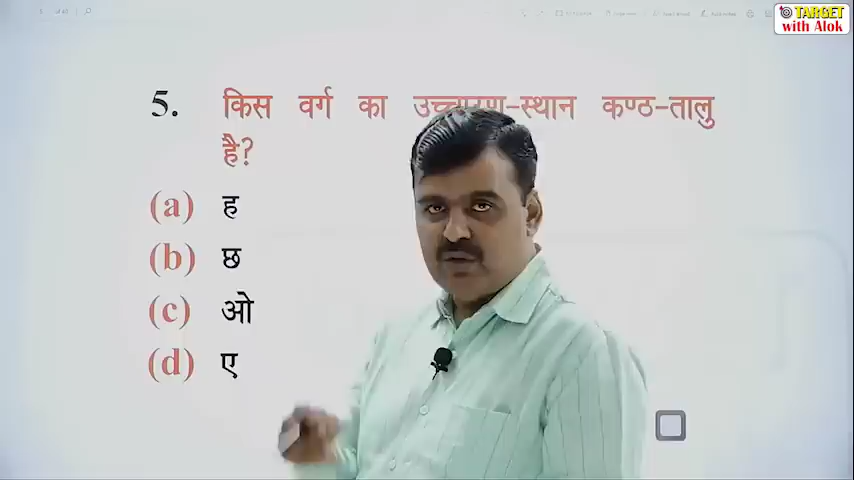 TARGET
with Alok
5. किस वर्ग का उच्चारण-स्थान कण्ठ-तालु
है?
(a) ह
(b) छ
(c) ओ
(d) ए